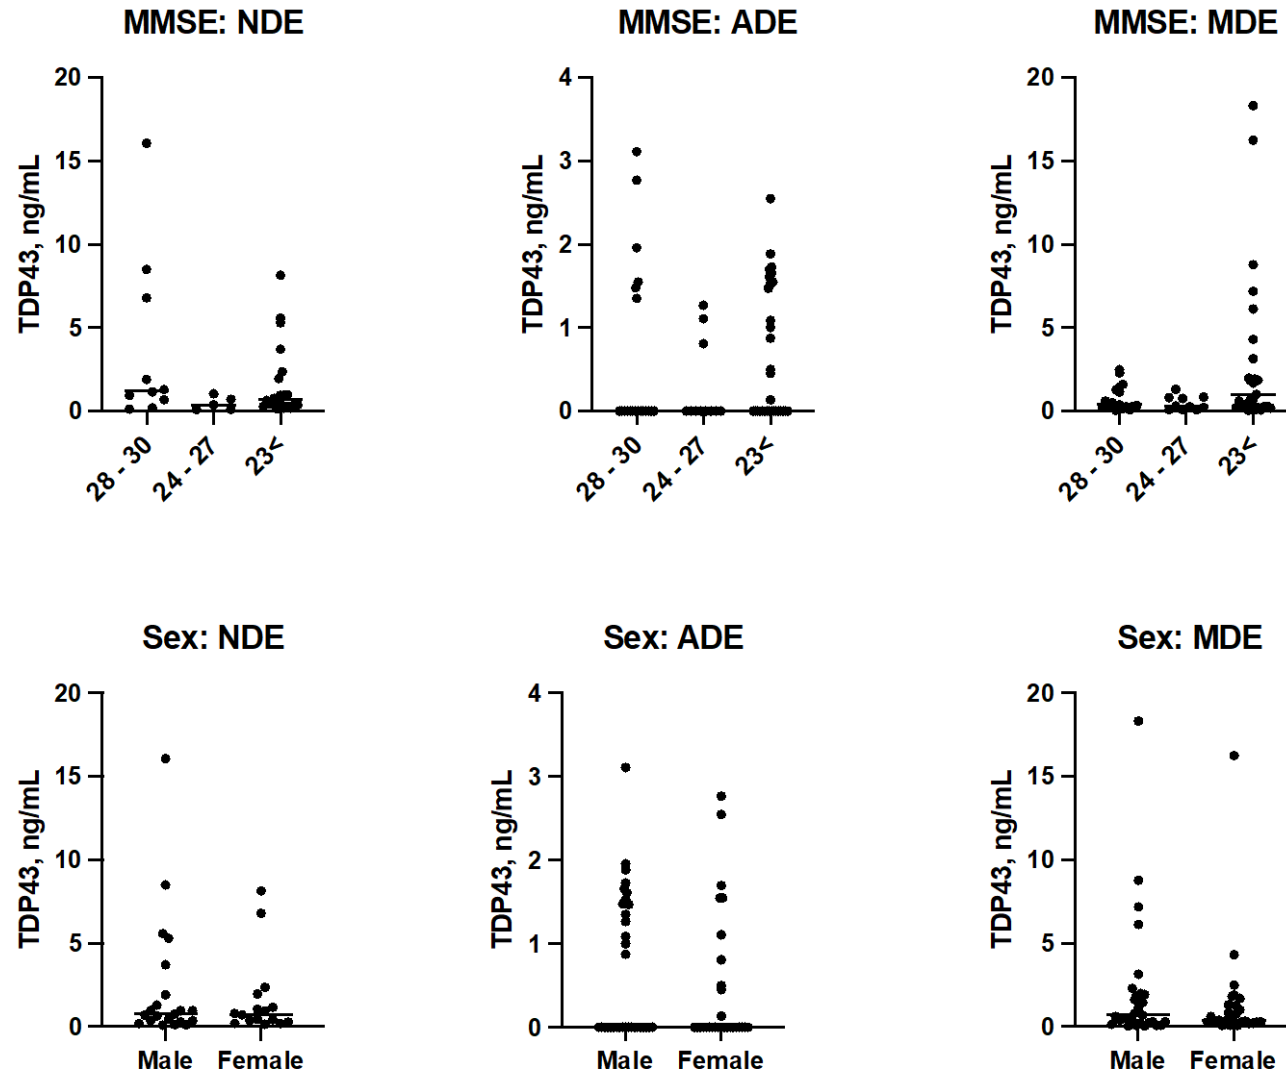 MMSE: NDE
MMSE: ADE
MMSE: MDE
TDP43, ng/mL
20
15
10
5
0
28 - 30
24 - 27
23<
TDP43, ng/mL
4
3
2
1
0
28 - 30
24 - 27
23<
TDP43, ng/mL
20
15
10
5
0
28 - 30
24 - 27
23<
Sex: NDE
Sex: ADE
Sex: MDE
TDP43, ng/mL
20
15
10
5
0
Male Female
TDP43, ng/mL
4
3
2
1
0
Male Female
TDP43, ng/mL
20
15
10
5
0
Male Female